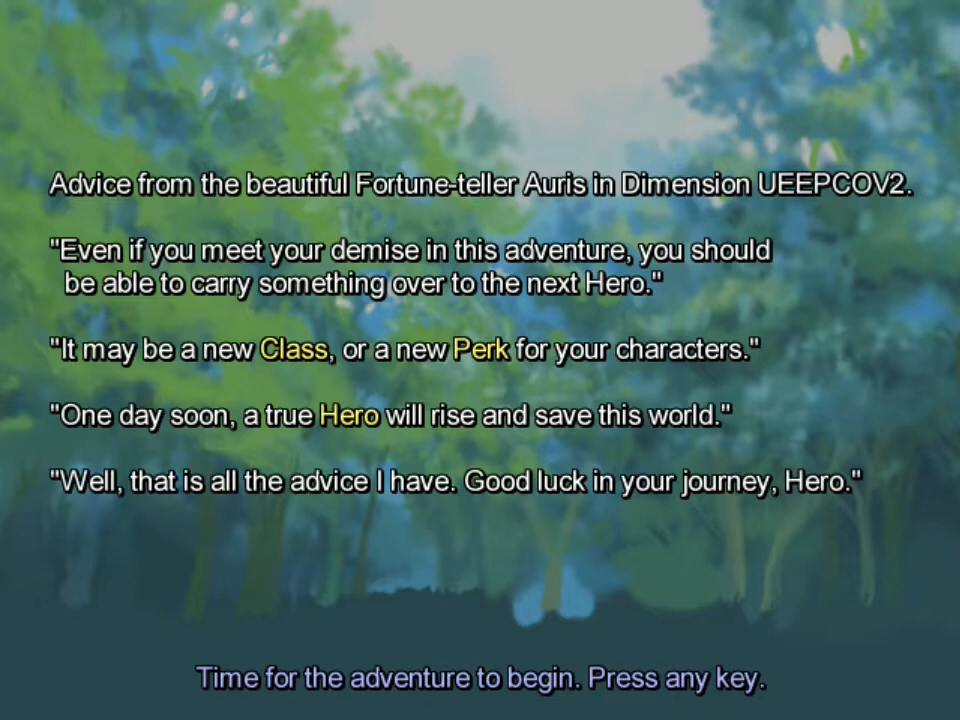 Advice from the beautiful Fortune-teller Auris in Dimension UEEPCOV2.
"Even if you meet your demise in this adventure, you should
be able to carry something over to the next Hero."
"It may be a new Class, or a new Perk for your characters."
"One day soon, a true Hero will rise and save this world."
"Well, that is all the advice I have. Good luck in your journey, Hero."
Time for the adventure to begin. Press any key.